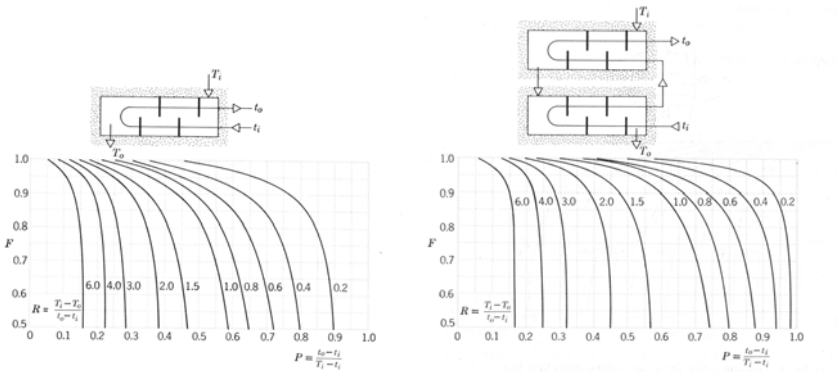 T_i
t_o
t_i
T_o
1.0
0.9
0.8
F
0.7
0.6
0.5
6.0 4.0 3.0 2.0 1.5 1.0 0.8 0.6 0.4 0.2
R = (T_i − T_o)/(t_o − t_i)
0 0.1 0.2 0.3 0.4 0.5 0.6 0.7 0.8 0.9 1.0
P = (t_o − t_i)/(T_i − t_i)
T_i
t_o
t_i
T_o
1.0
0.9
0.8
F
0.7
0.6
0.5
6.0 4.0 3.0 2.0 1.5 1.0 0.8 0.6 0.4 0.2
R = (T_i − T_o)/(t_o − t_i)
0 0.1 0.2 0.3 0.4 0.5 0.6 0.7 0.8 0.9 1.0
P = (t_o − t_i)/(T_i − t_i)